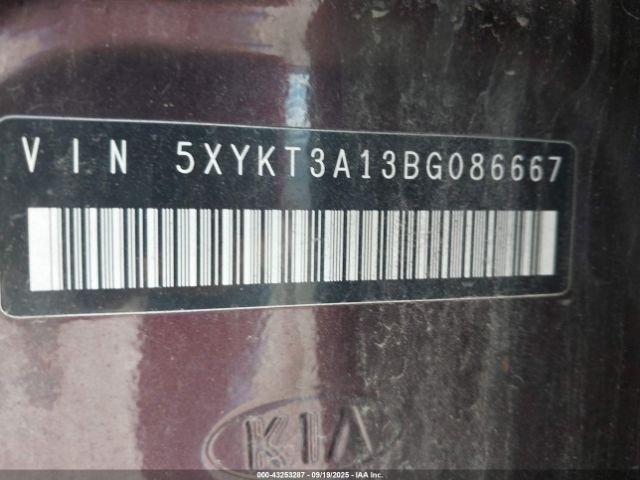 VIN 5XYKT3A13BG086667
KIA
000-43253287 - 09/19/2025 - IAA Inc.